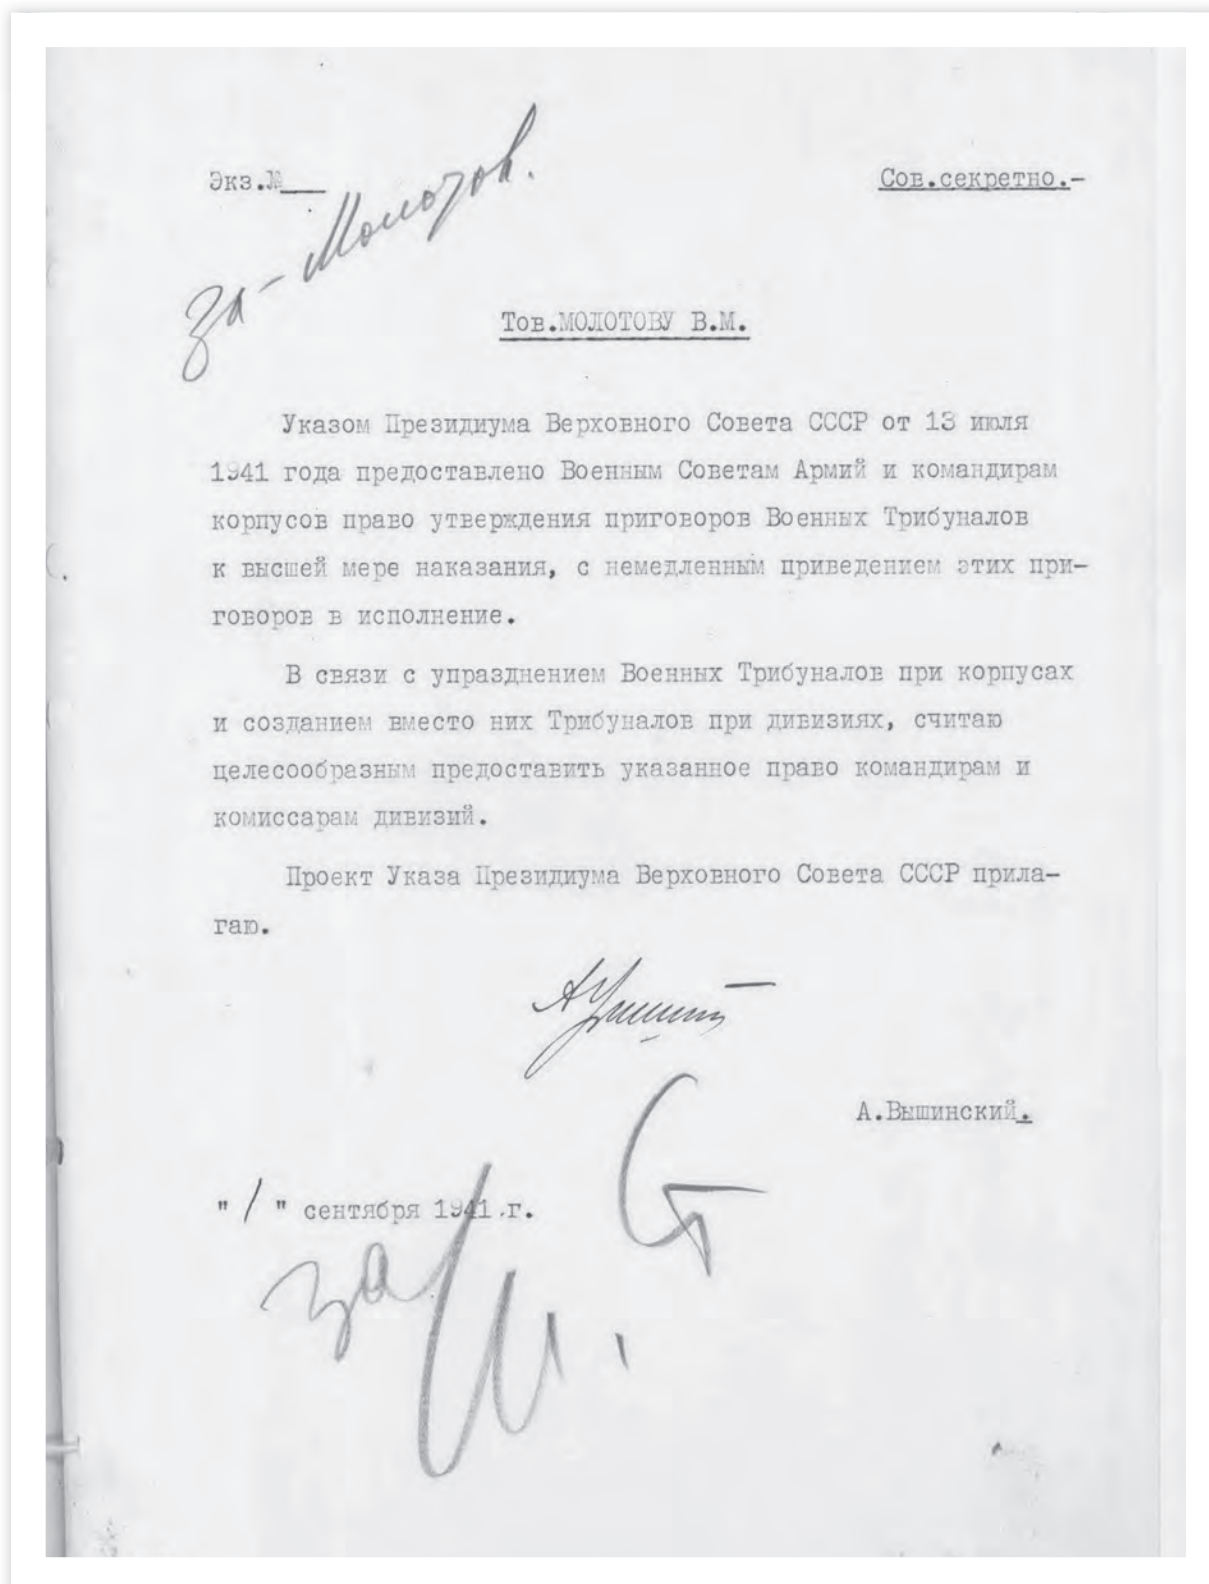 Экз.№
Сов.секретно.-
за - Молотов.
Тов.МОЛОТОВУ В.М.
Указом Президиума Верховного Совета СССР от 13 июля
1941 года предоставлено Военным Советам Армий и командирам
корпусов право утверждения приговоров Военных Трибуналов
к высшей мере наказания, с немедленным приведением этих при-
говоров в исполнение.
В связи с упразднением Военных Трибуналов при корпусах
и созданием вместо них Трибуналов при дивизиях, считаю
целесообразным предоставить указанное право командирам и
комиссарам дивизий.
Проект Указа Президиума Верховного Совета СССР прила-
гаю.
А.Вышинский.
" 1 " сентября 1941 г.
за И. Ст